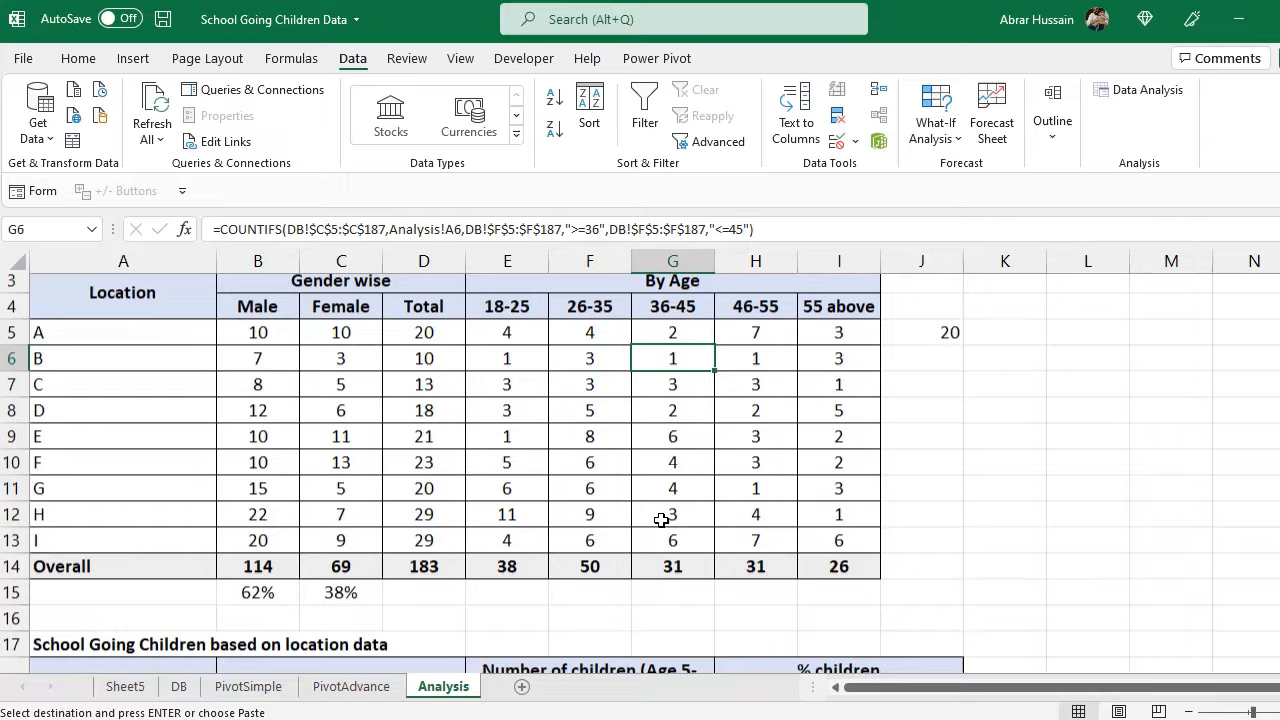 AutoSave Off School Going Children Data Search (Alt+Q) Abrar Hussain
File Home Insert Page Layout Formulas Data Review View Developer Help Power Pivot Comments
Get Data Refresh All Queries & Connections Properties Edit Links Stocks Currencies Sort Filter Clear Reapply Advanced Text to Columns What-If Analysis Forecast Sheet Outline Data Analysis
Get & Transform Data Queries & Connections Data Types Sort & Filter Data Tools Forecast Analysis
Form +/- Buttons
G6 fx =COUNTIFS(DB!$C$5:$C$187,Analysis!A6,DB!$F$5:$F$187,">=36",DB!$F$5:$F$187,"<=45")
A B C D E F G H I J K L M N
3 Location Gender wise By Age
4 Male Female Total 18-25 26-35 36-45 46-55 55 above
5 A 10 10 20 4 4 2 7 3 20
6 B 7 3 10 1 3 1 1 3
7 C 8 5 13 3 3 3 3 1
8 D 12 6 18 3 5 2 2 5
9 E 10 11 21 1 8 6 3 2
10 F 10 13 23 5 6 4 3 2
11 G 15 5 20 6 6 4 1 3
12 H 22 7 29 11 9 3 4 1
13 I 20 9 29 4 6 6 7 6
14 Overall 114 69 183 38 50 31 31 26
15 62% 38%
16
17 School Going Children based on location data
Number of children (Age 5- % children
Sheet5 DB PivotSimple PivotAdvance Analysis
Select destination and press ENTER or choose Paste